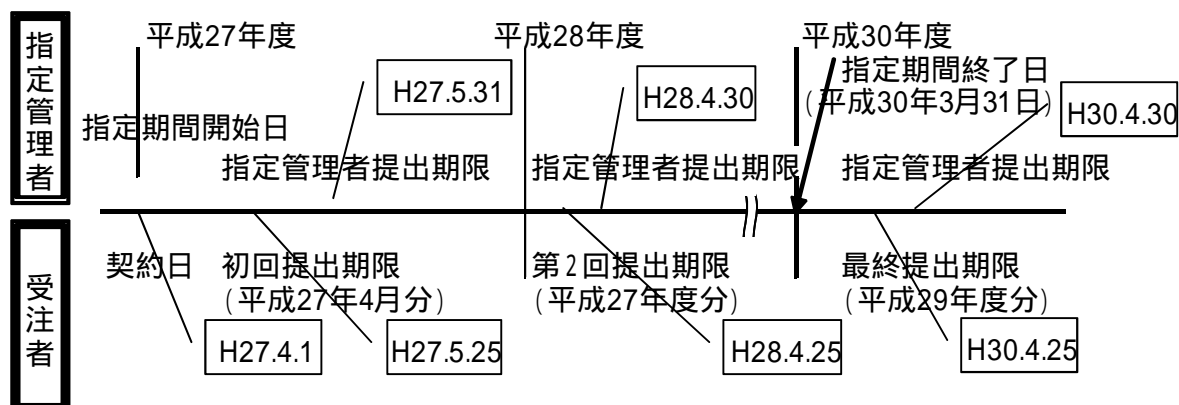 指定管理者
平成27年度
平成28年度
平成30年度
指定期間終了日
(平成30年3月31日)
H27.5.31
H28.4.30
H30.4.30
指定期間開始日
指定管理者提出期限
指定管理者提出期限
指定管理者提出期限
受注者
契約日
初回提出期限
(平成27年4月分)
第2回提出期限
(平成27年度分)
最終提出期限
(平成29年度分)
H27.4.1
H27.5.25
H28.4.25
H30.4.25